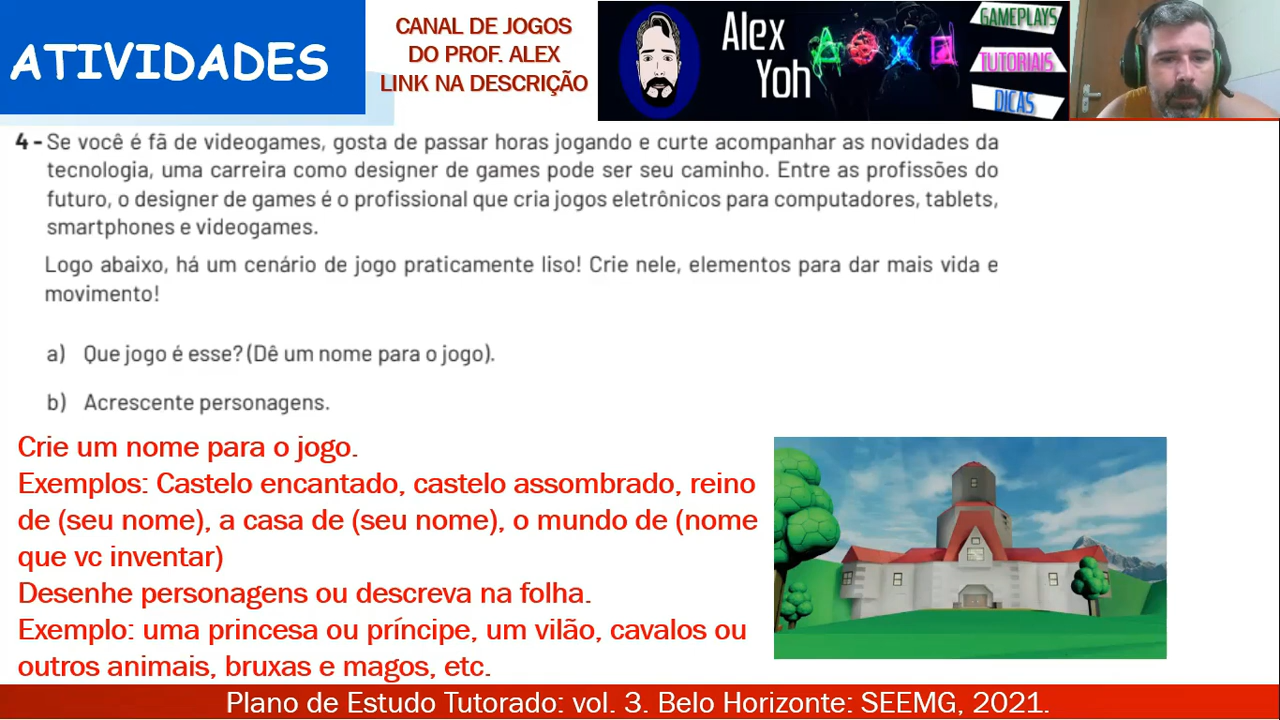 ATIVIDADES
CANAL DE JOGOS
DO PROF. ALEX
LINK NA DESCRIÇÃO
Alex
Yoh
GAMEPLAYS
TUTORIAIS
DICAS
4 - Se você é fã de videogames, gosta de passar horas jogando e curte acompanhar as novidades da
tecnologia, uma carreira como designer de games pode ser seu caminho. Entre as profissões do
futuro, o designer de games é o profissional que cria jogos eletrônicos para computadores, tablets,
smartphones e videogames.
Logo abaixo, há um cenário de jogo praticamente liso! Crie nele, elementos para dar mais vida e
movimento!
a) Que jogo é esse? (Dê um nome para o jogo).
b) Acrescente personagens.
Crie um nome para o jogo.
Exemplos: Castelo encantado, castelo assombrado, reino
de (seu nome), a casa de (seu nome), o mundo de (nome
que vc inventar)
Desenhe personagens ou descreva na folha.
Exemplo: uma princesa ou príncipe, um vilão, cavalos ou
outros animais, bruxas e magos, etc.
Plano de Estudo Tutorado: vol. 3. Belo Horizonte: SEEMG, 2021.